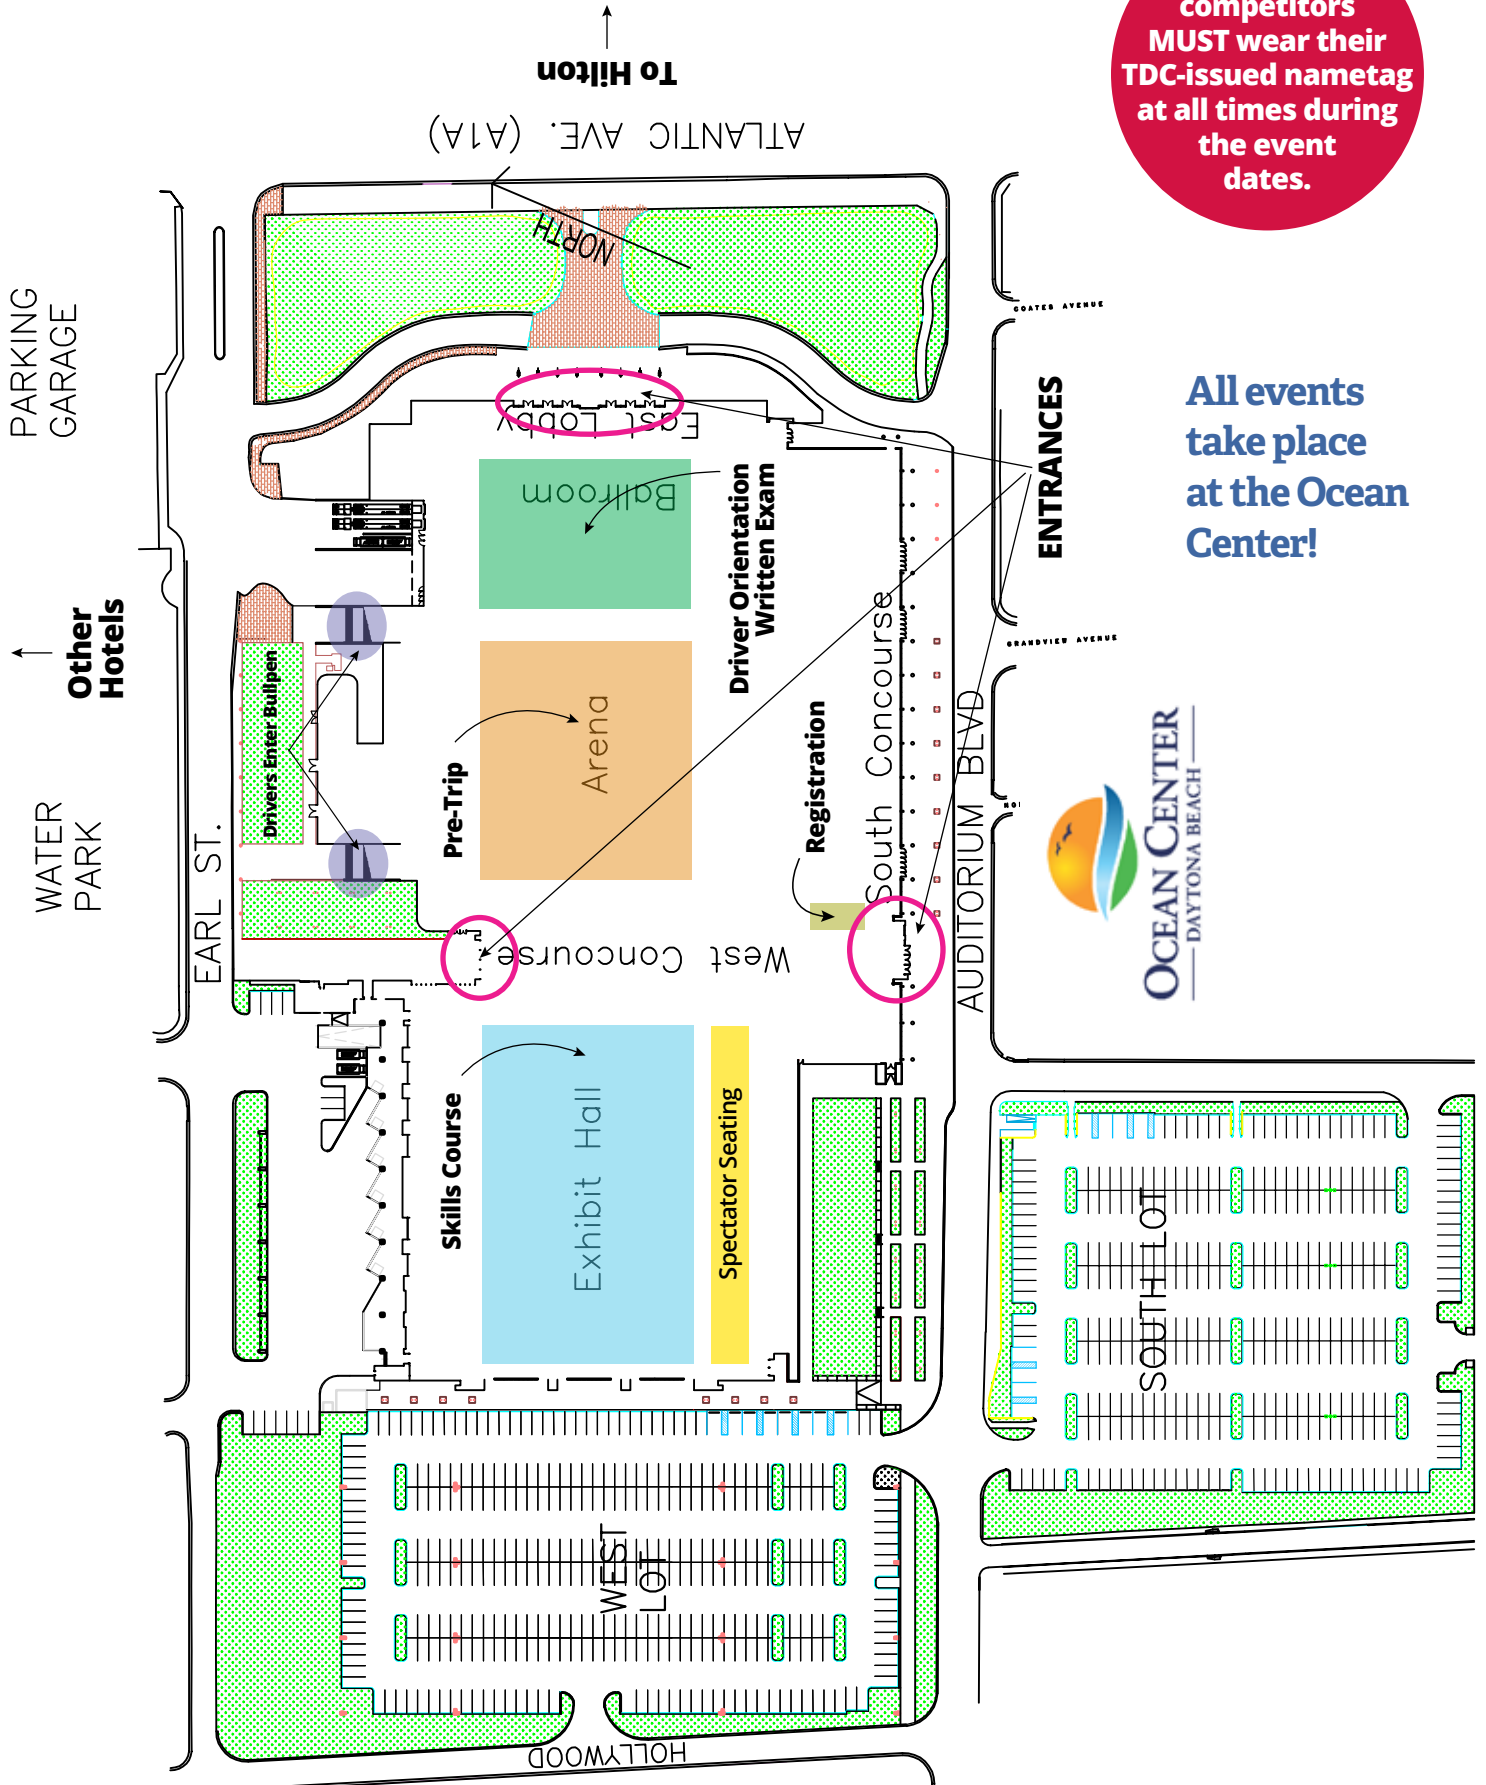 competitors
MUST wear their
TDC-issued nametag
at all times during
the event
dates.
To Hilton
ATLANTIC AVE. (A1A)
NORTH
PARKING
GARAGE
COATES AVENUE
All events
take place
at the Ocean
Center!
East Lobby
ENTRANCES
Ballroom
Driver Orientation
Written Exam
Other
Hotels
GRANDVIEW AVENUE
Drivers Enter Bullpen
Pre-Trip
Arena
Registration
South Concourse
AUDITORIUM BLVD
WATER
PARK
EARL ST.
West Concourse
OCEAN CENTER
DAYTONA BEACH
Skills Course
Exhibit Hall
Spectator Seating
SOUTH LOT
WEST
LOT
HOLLYWOOD